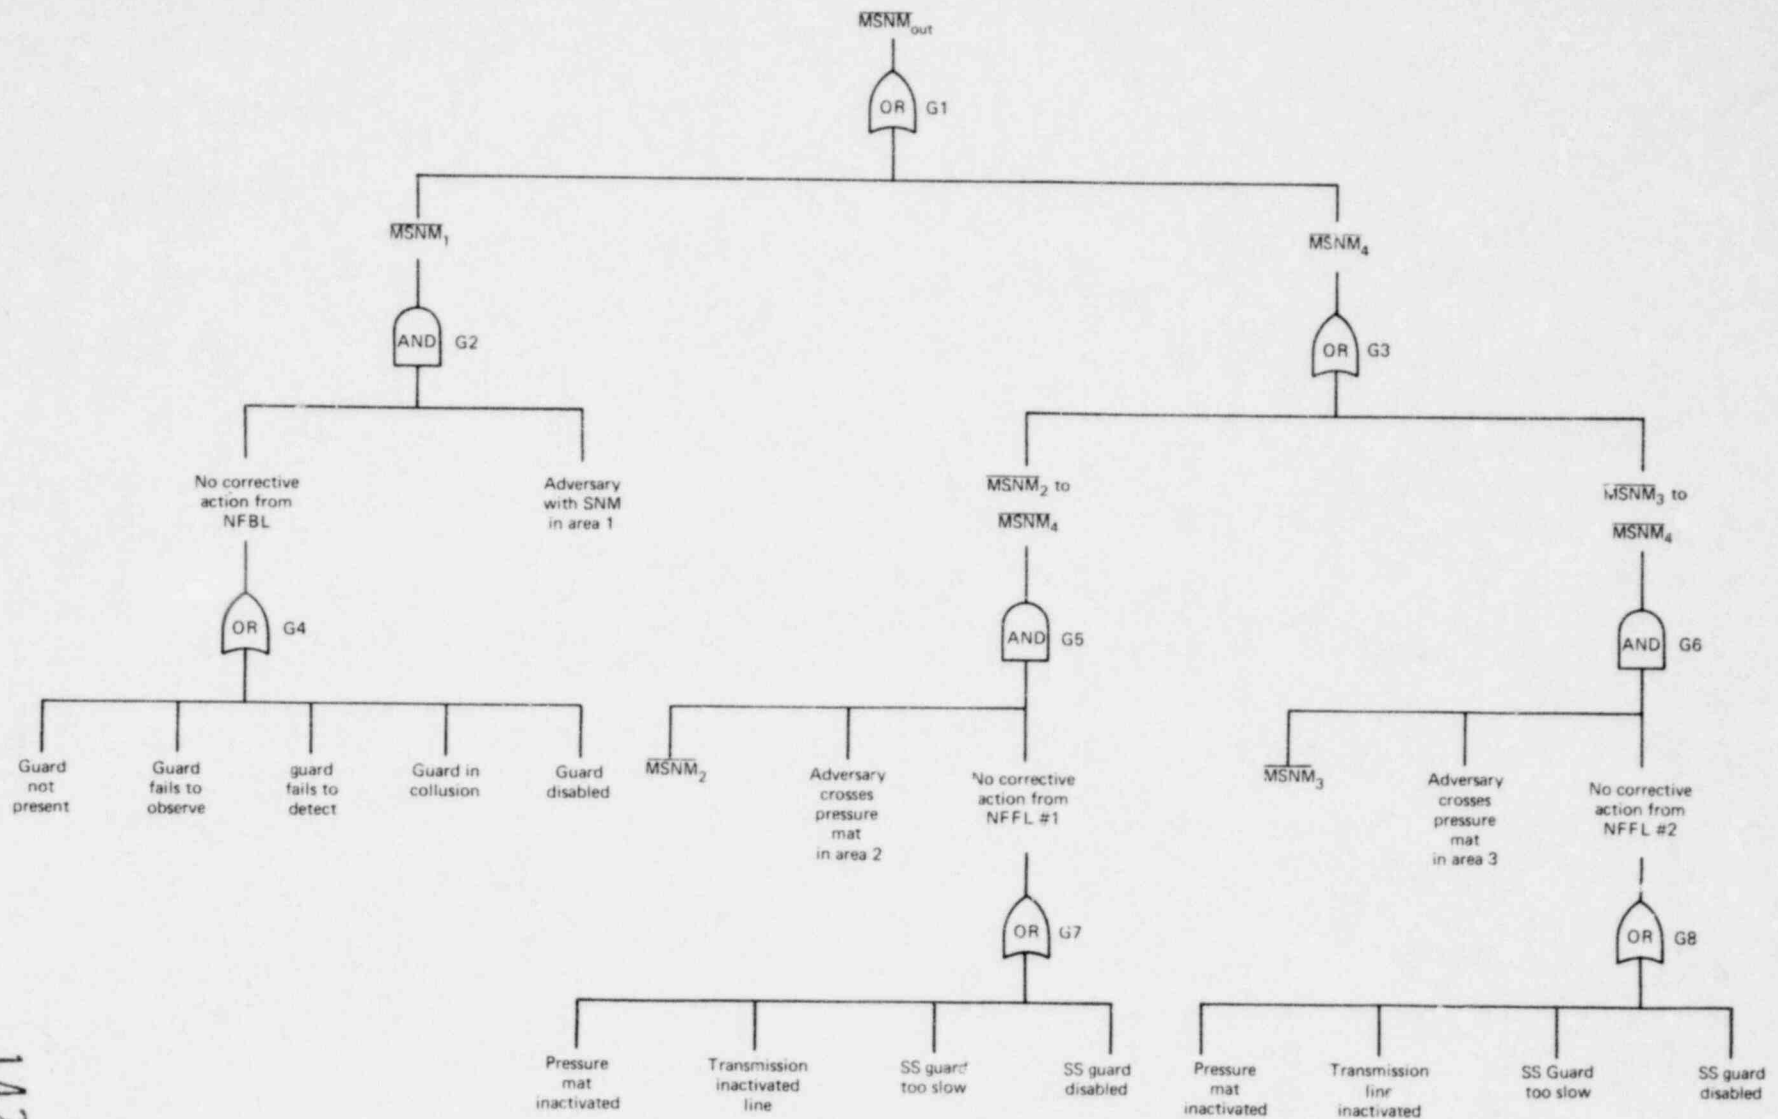 MSNM out
OR G1
MSNM 1
MSNM 4
AND G2
OR G3
No corrective
action from
NFBL
Adversary
with SNM
in area 1
MSNM 2 to
MSNM 4
MSNM 3 to
MSNM 4
OR G4
AND G5
AND G6
Guard
not
present
Guard
fails to
observe
guard
fails to
detect
Guard in
collusion
Guard
disabled
MSNM 2
Adversary
crosses
pressure
mat
in area 2
No corrective
action from
NFFL #1
MSNM 3
Adversary
crosses
pressure
mat
in area 3
No corrective
action from
NFFL #2
OR G7
OR G8
Pressure
mat
inactivated
Transmission
inactivated
line
SS guard
too slow
SS guard
disabled
Pressure
mat
inactivated
Transmission
line
inactivated
SS Guard
too slow
SS guard
disabled